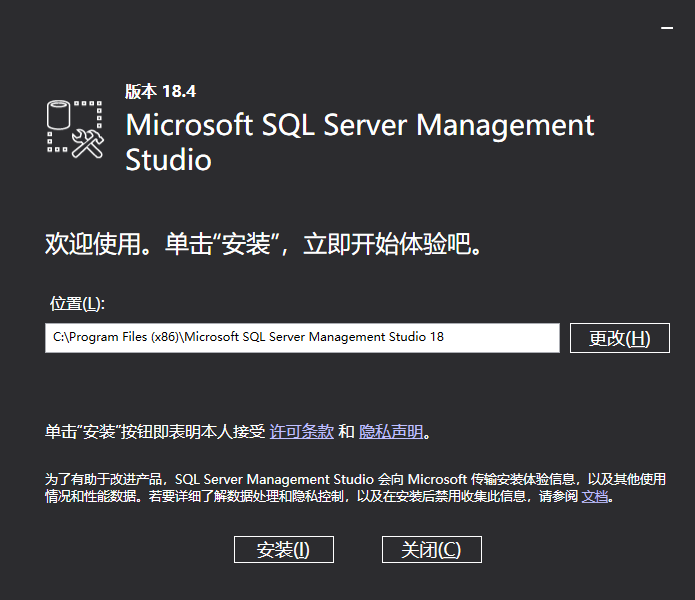 版本 18.4
Microsoft SQL Server Management
Studio
欢迎使用。单击“安装”，立即开始体验吧。
位置(L):
C:\Program Files (x86)\Microsoft SQL Server Management Studio 18
更改(H)
单击“安装”按钮即表明本人接受 许可条款 和 隐私声明。
为了有助于改进产品，SQL Server Management Studio 会向 Microsoft 传输安装体验信息，以及其他使用
情况和性能数据。若要详细了解数据处理和隐私控制，以及在安装后禁用收集此信息，请参阅 文档。
安装(I)
关闭(C)